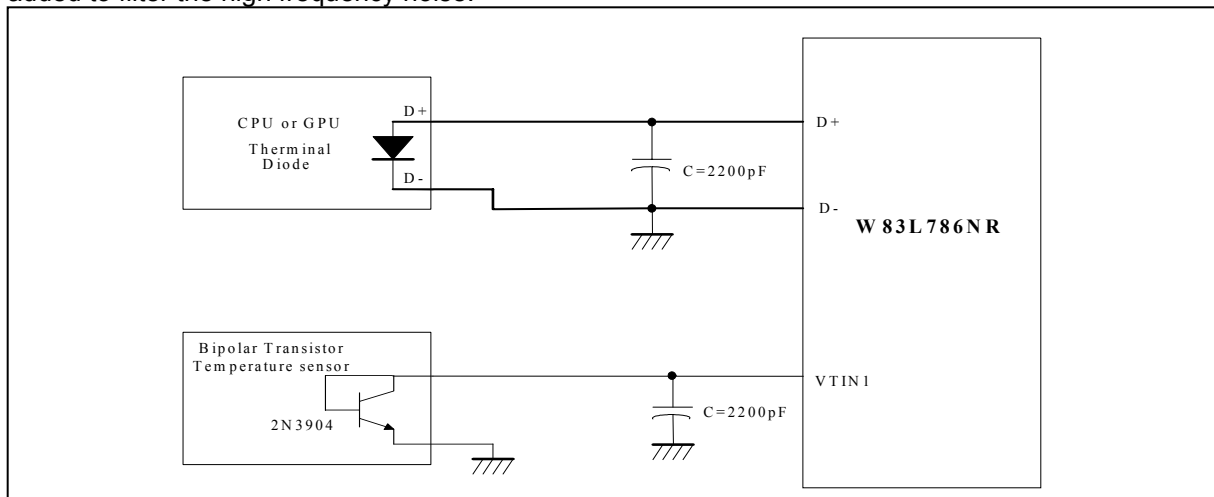 added to filter the high frequency noise.
CPU or GPU
Therminal
Diode
D+
D-
D+
C=2200pF
D-
W83L786NR
Bipolar Transistor
Temperature sensor
2N3904
VTIN1
C=2200pF